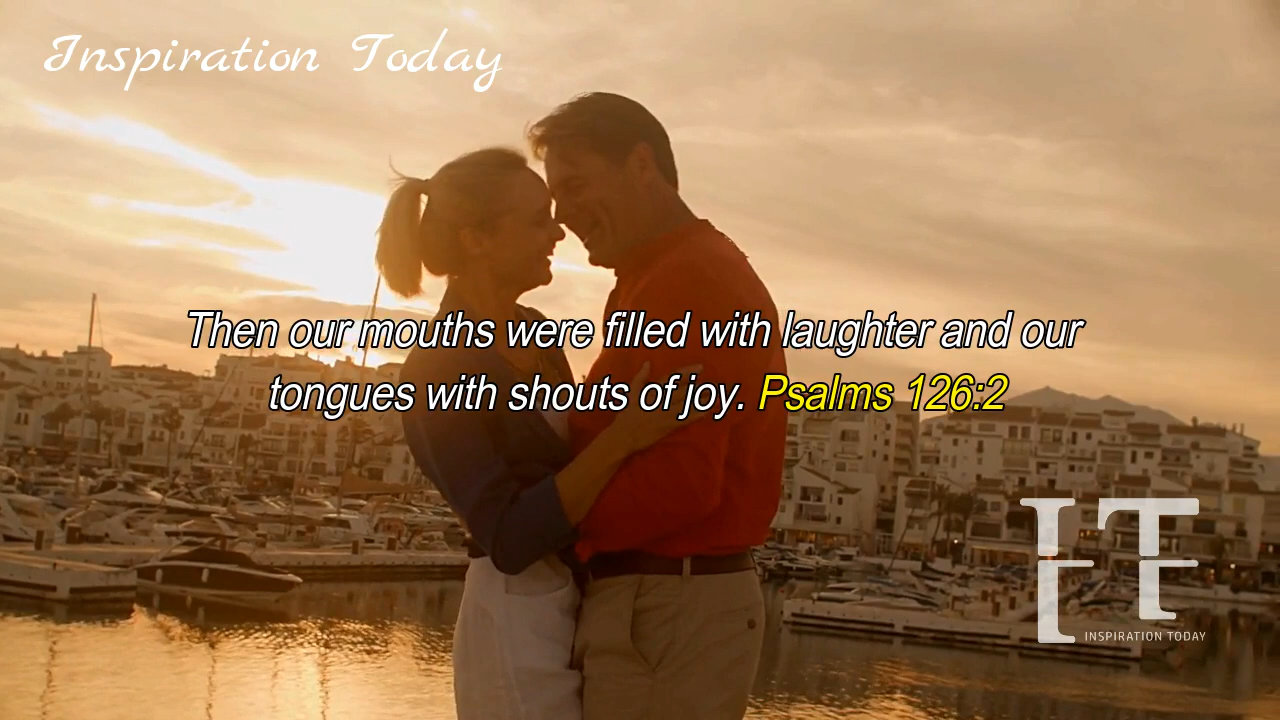 Inspiration Today
Then our mouths were filled with laughter and our
tongues with shouts of joy. Psalms 126:2
INSPIRATION TODAY